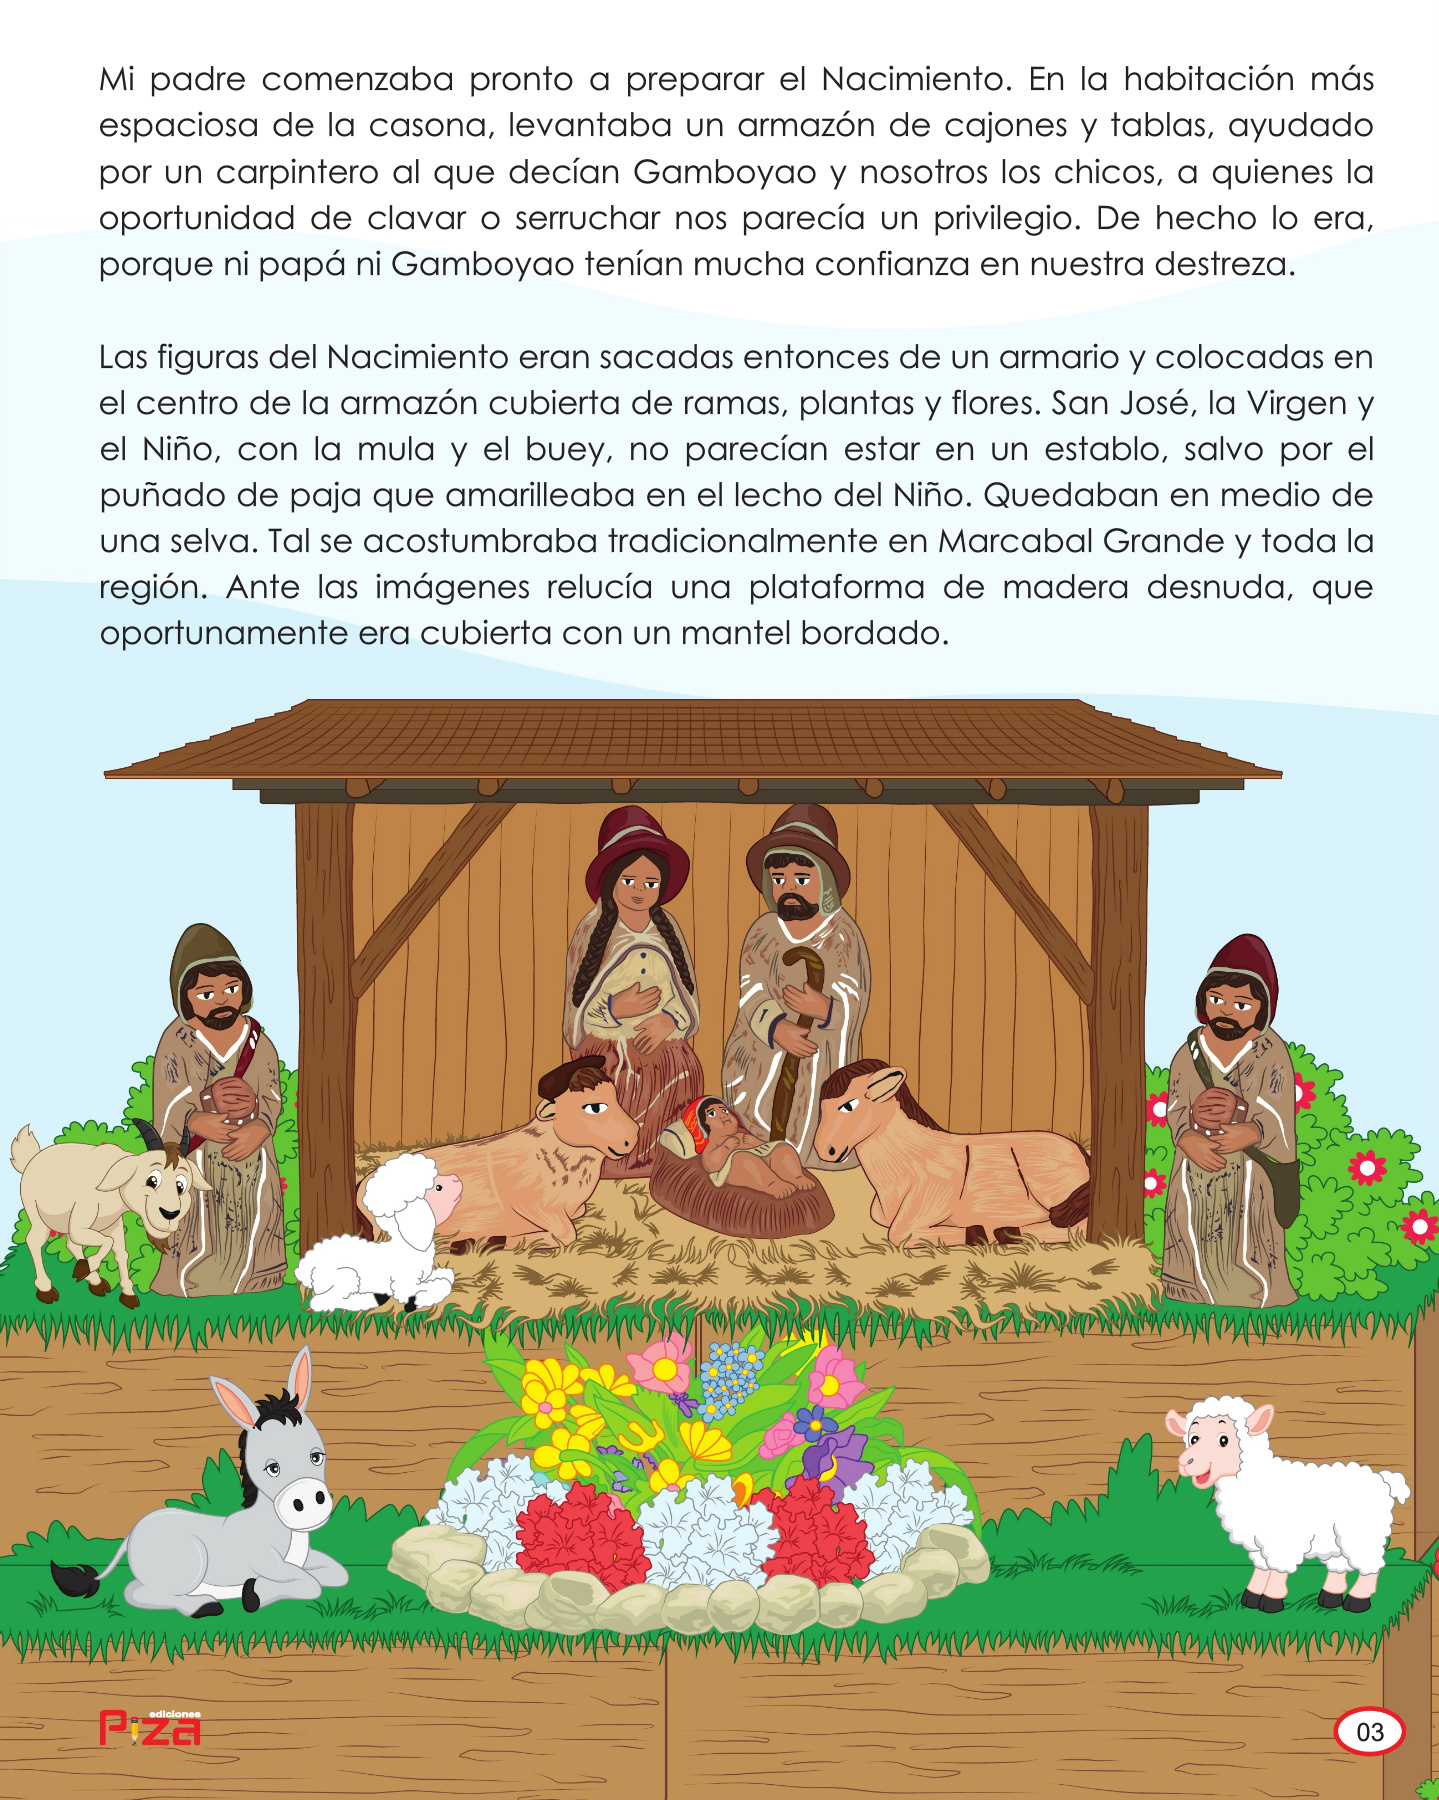 Mi padre comenzaba pronto a preparar el Nacimiento. En la habitación más
espaciosa de la casona, levantaba un armazón de cajones y tablas, ayudado
por un carpintero al que decían Gamboyao y nosotros los chicos, a quienes la
oportunidad de clavar o serruchar nos parecía un privilegio. De hecho lo era,
porque ni papá ni Gamboyao tenían mucha confianza en nuestra destreza.
Las figuras del Nacimiento eran sacadas entonces de un armario y colocadas en
el centro de la armazón cubierta de ramas, plantas y flores. San José, la Virgen y
el Niño, con la mula y el buey, no parecían estar en un establo, salvo por el
puñado de paja que amarilleaba en el lecho del Niño. Quedaban en medio de
una selva. Tal se acostumbraba tradicionalmente en Marcabal Grande y toda la
región. Ante las imágenes relucía una plataforma de madera desnuda, que
oportunamente era cubierta con un mantel bordado.
ediciones
Piza
03